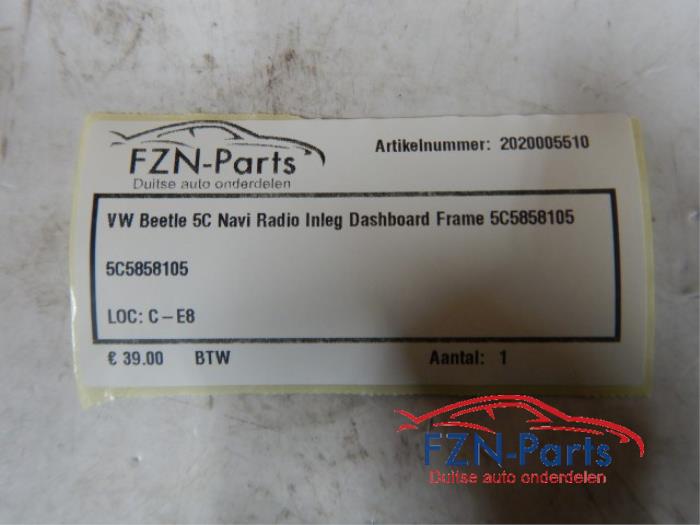 FZN-Parts
Duitse auto onderdelen
Artikelnummer: 2020005510
VW Beetle 5C Navi Radio Inleg Dashboard Frame 5C5858105
5C5858105
LOC: C – E8
€ 39.00 BTW Aantal: 1
FZN-Parts
Duitse auto onderdelen